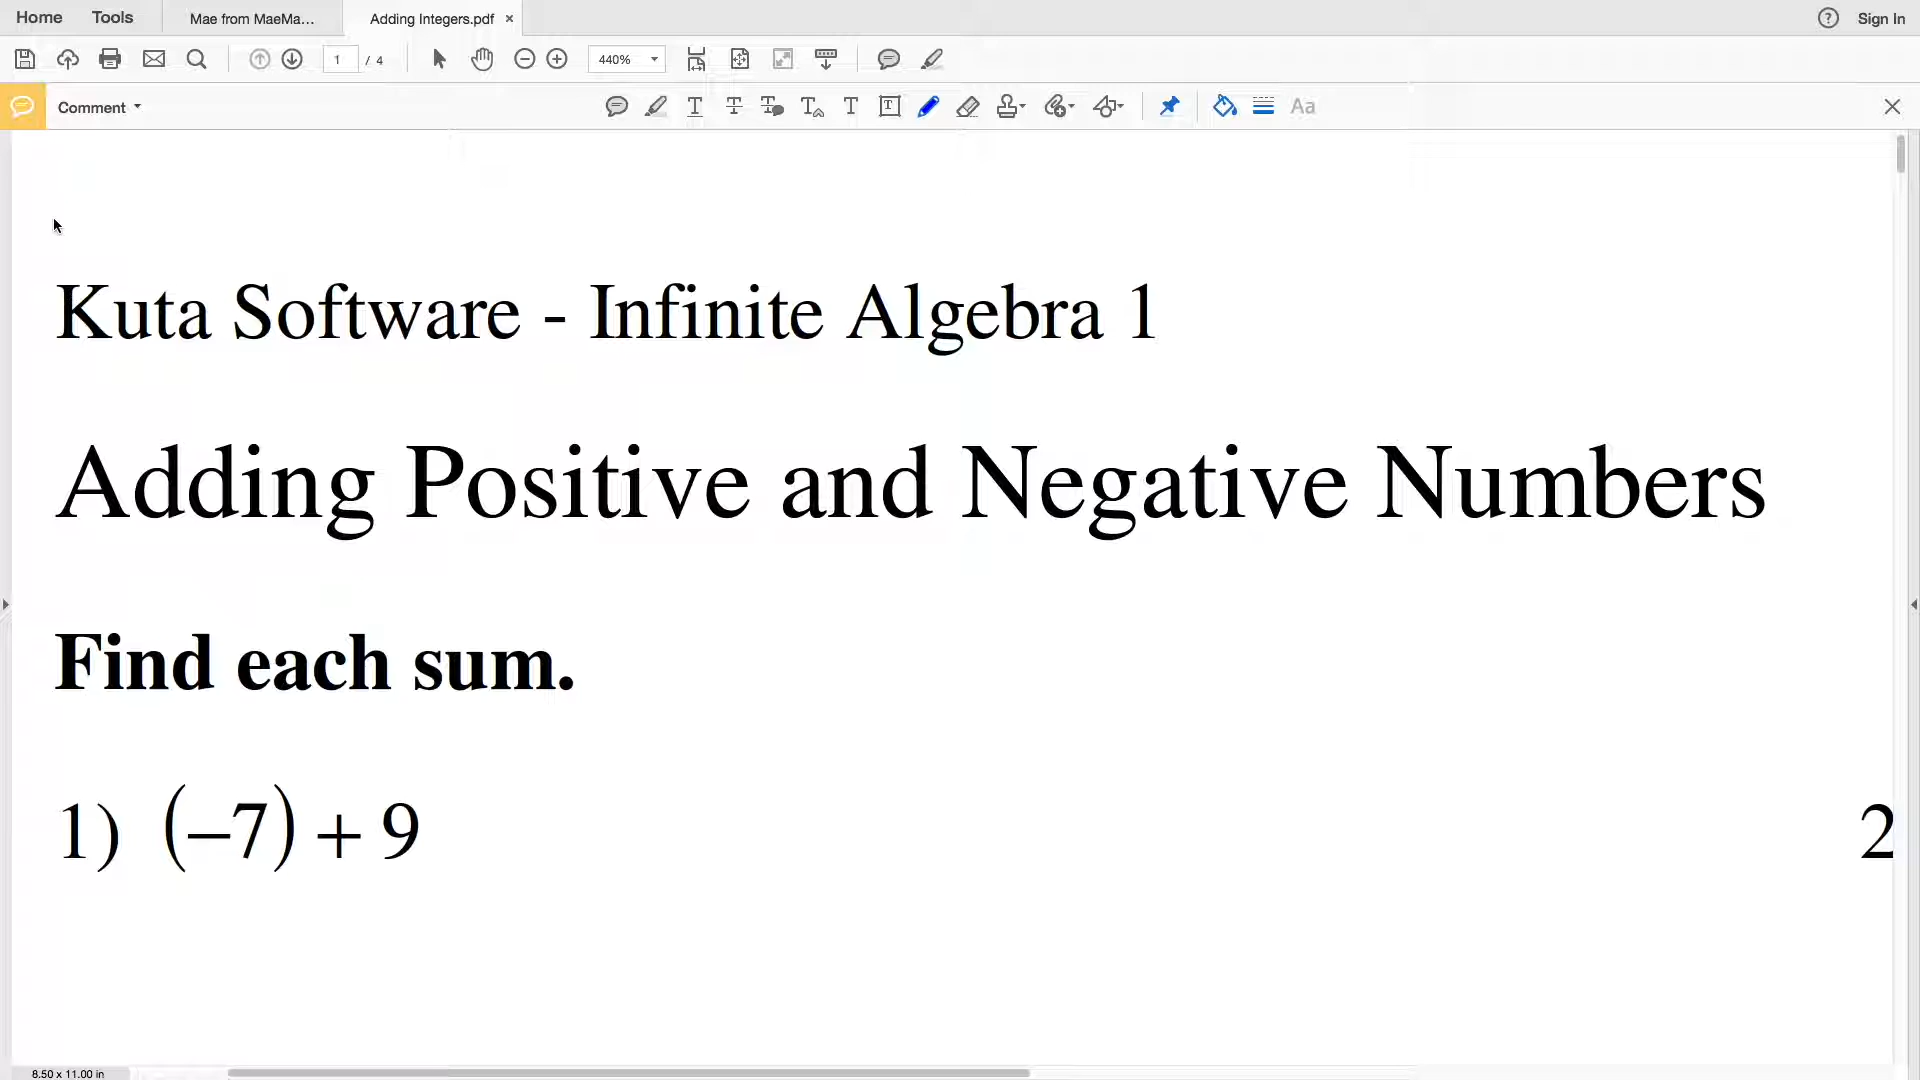 Home Tools Mae from MaeMa... Adding Integers.pdf × ? Sign In
1 / 4 440%
Comment T T T T T T Aa
Kuta Software - Infinite Algebra 1
Adding Positive and Negative Numbers
Find each sum.
1) (−7) + 9 2
8.50 x 11.00 in